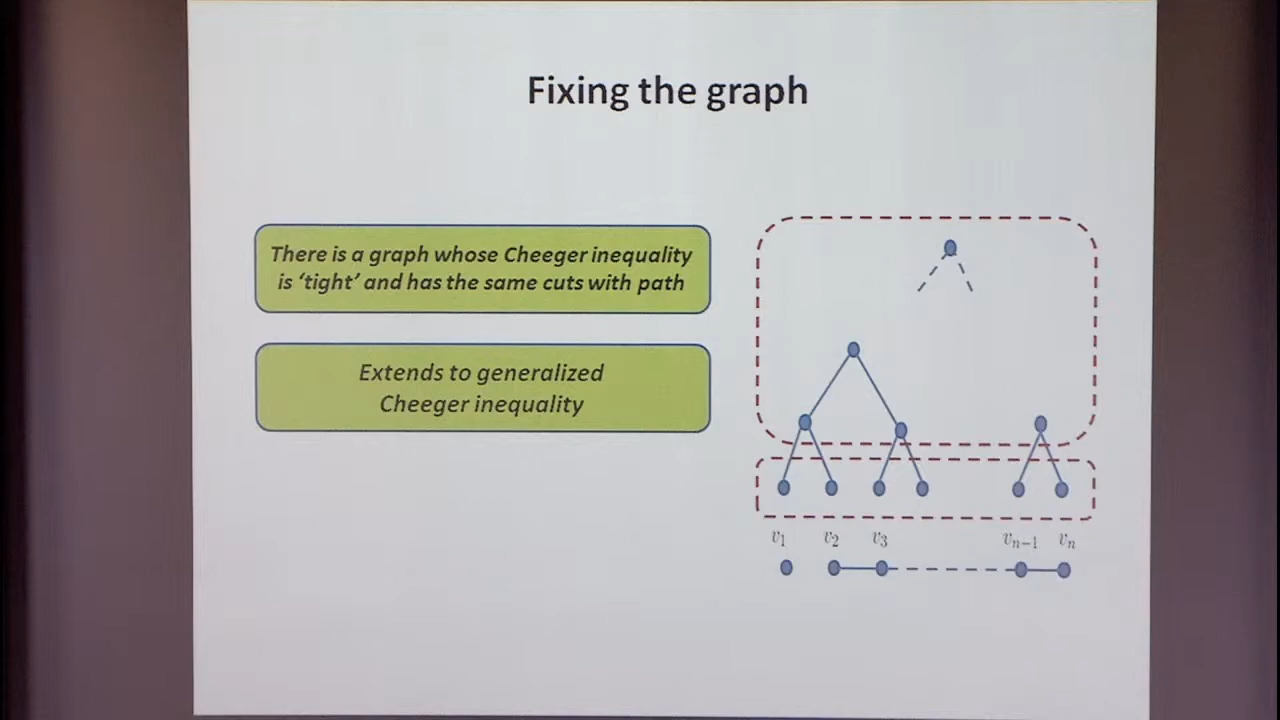 Fixing the graph
There is a graph whose Cheeger inequality
is ‘tight’ and has the same cuts with path
Extends to generalized
Cheeger inequality
v₁ v₂ v₃ vₙ₋₁ vₙ